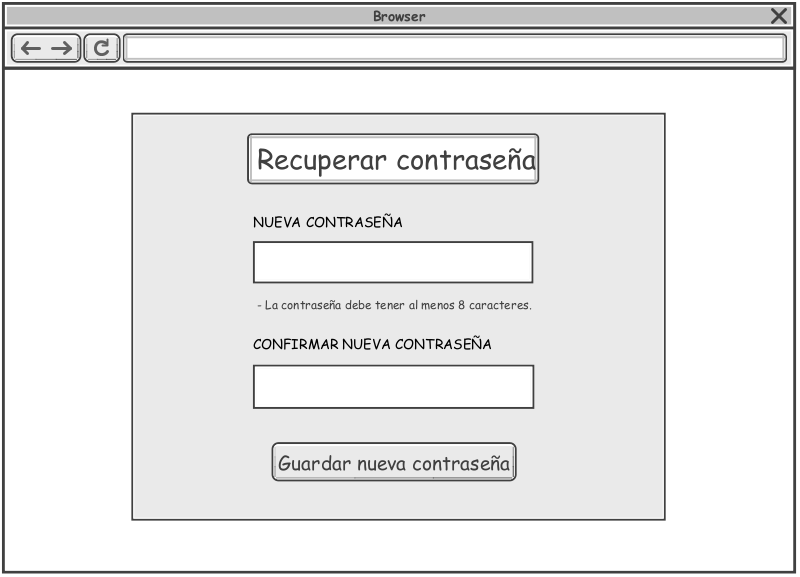 Browser
Recuperar contraseña
NUEVA CONTRASEÑA
- La contraseña debe tener al menos 8 caracteres.
CONFIRMAR NUEVA CONTRASEÑA
Guardar nueva contraseña